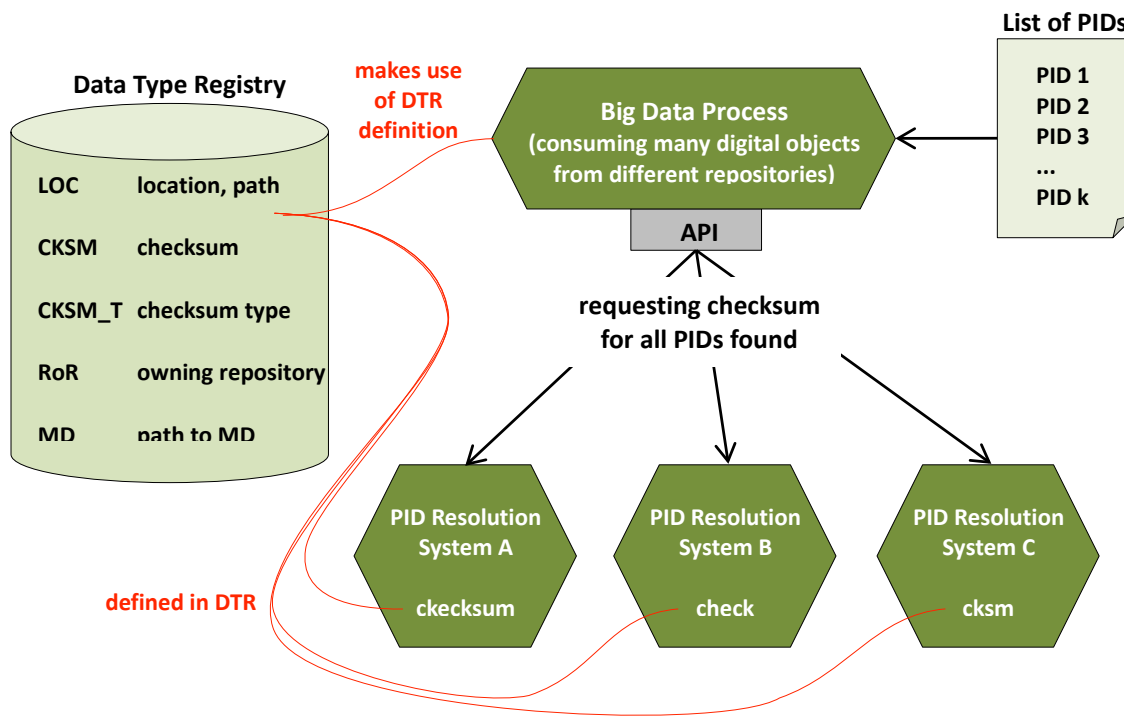 List of PIDs
PID 1
PID 2
PID 3
...
PID k
Data Type Registry
LOC location, path
CKSM checksum
CKSM_T checksum type
RoR owning repository
MD path to MD
makes use
of DTR
definition
Big Data Process
(consuming many digital objects
from different repositories)
API
requesting checksum
for all PIDs found
PID Resolution
System A
ckecksum
PID Resolution
System B
check
PID Resolution
System C
cksm
defined in DTR